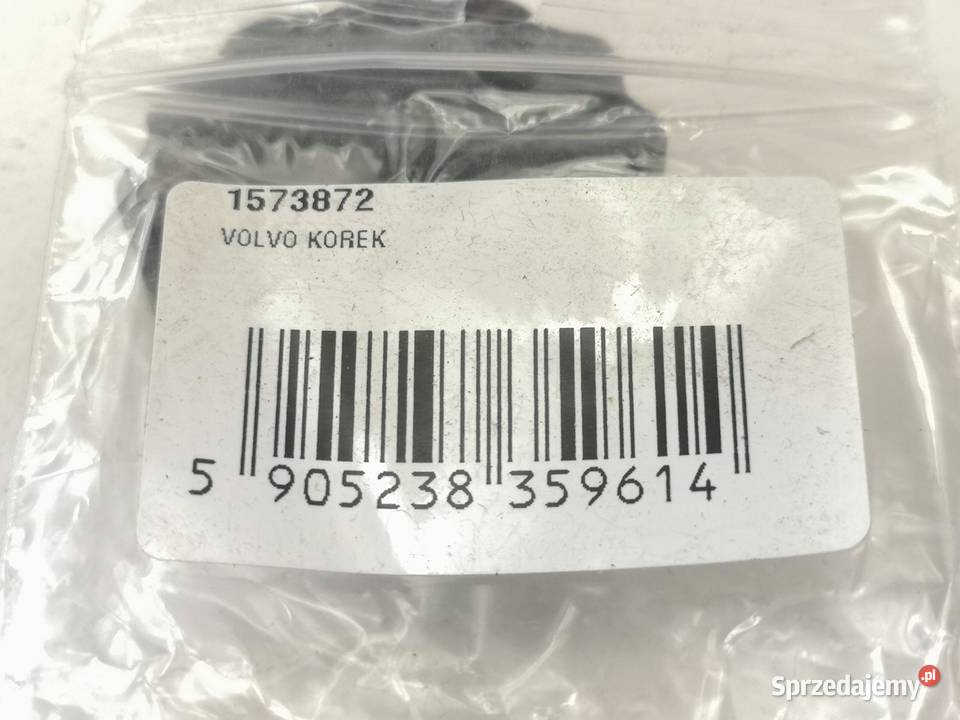 1573872
VOLVO KOREK
5 905238 359614
Sprzedajemy.pl